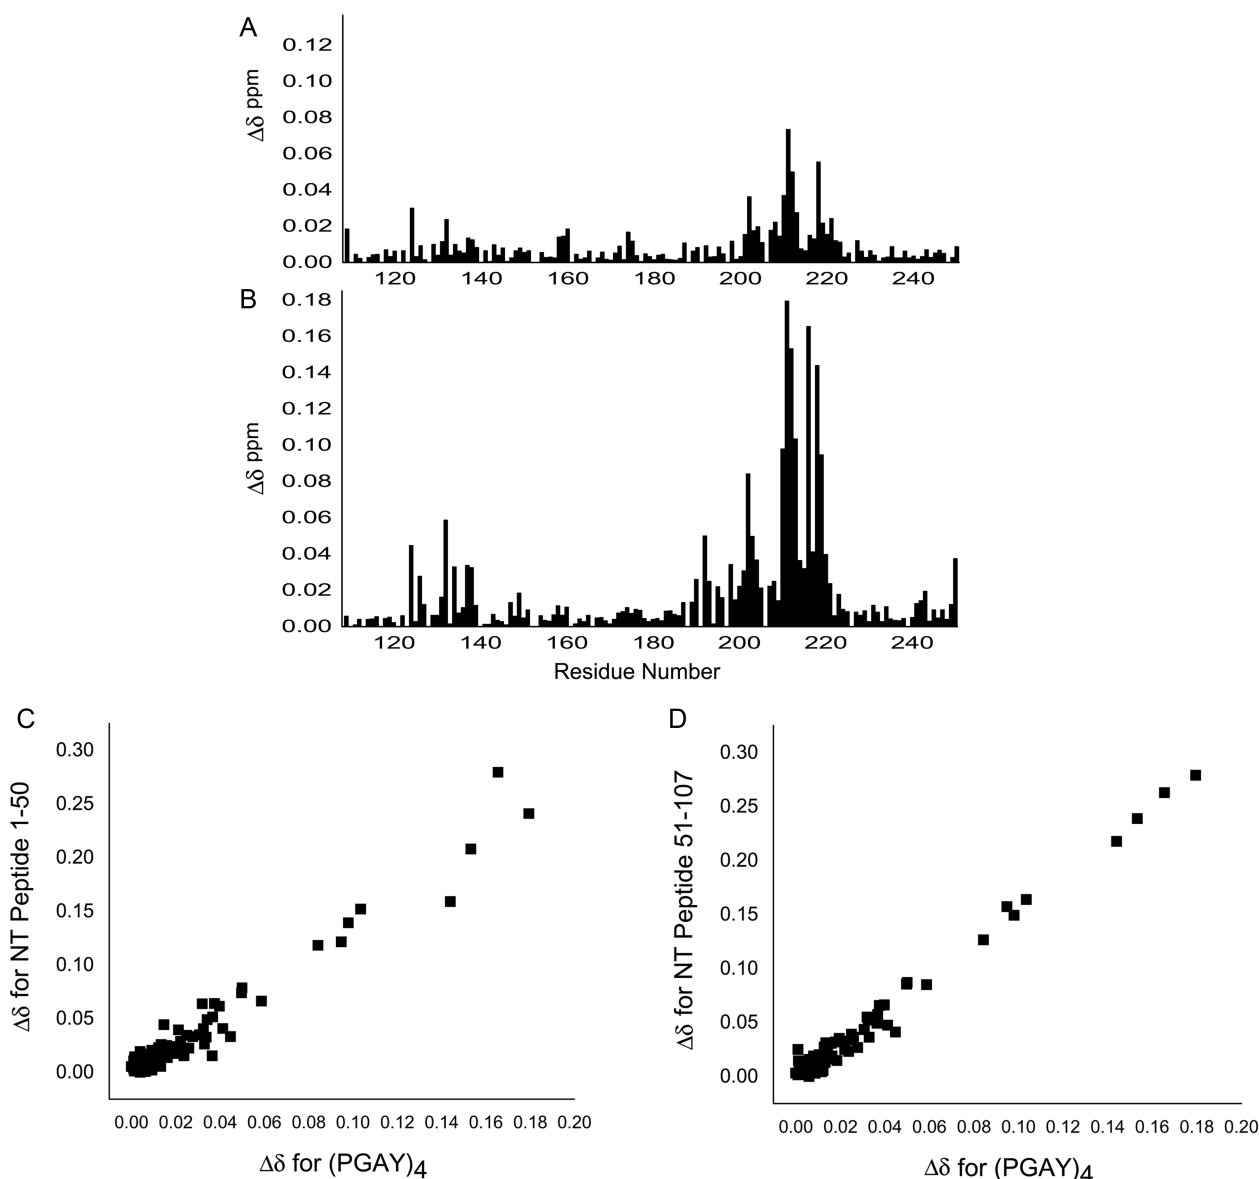 A
Δδ ppm
0.12
0.10
0.08
0.06
0.04
0.02
0.00
120 140 160 180 200 220 240
B
Δδ ppm
0.18
0.16
0.14
0.12
0.10
0.08
0.06
0.04
0.02
0.00
120 140 160 180 200 220 240
Residue Number
C
Δδ for NT Peptide 1-50
0.30
0.25
0.20
0.15
0.10
0.05
0.00
0.00 0.02 0.04 0.06 0.08 0.10 0.12 0.14 0.16 0.18 0.20
Δδ for (PGAY)4
D
Δδ for NT Peptide 51-107
0.30
0.25
0.20
0.15
0.10
0.05
0.00
0.00 0.02 0.04 0.06 0.08 0.10 0.12 0.14 0.16 0.18 0.20
Δδ for (PGAY)4